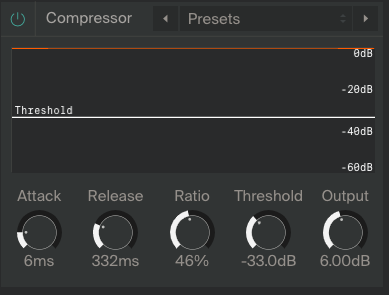 Compressor
Presets
0dB
-20dB
Threshold
-40dB
-60dB
Attack Release Ratio Threshold Output
6ms 332ms 46% -33.0dB 6.00dB